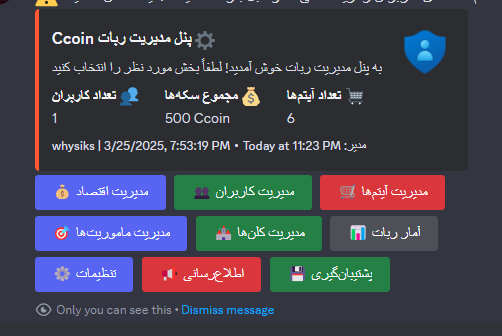 پنل مدیریت ربات Ccoin
به پنل مدیریت ربات خوش آمدید! لطفاً بخش مورد نظر را انتخاب کنید
تعداد آیتم‌ها مجموع سکه‌ها تعداد کاربران
6 500 Ccoin 1
مدیر: whysiks | 3/25/2025, 7:53:19 PM • Today at 11:23 PM
مدیریت آیتم‌ها مدیریت کاربران مدیریت اقتصاد
آمار ربات مدیریت کلن‌ها مدیریت ماموریت‌ها
پشتیبان‌گیری اطلاع‌رسانی تنظیمات
Only you can see this • Dismiss message